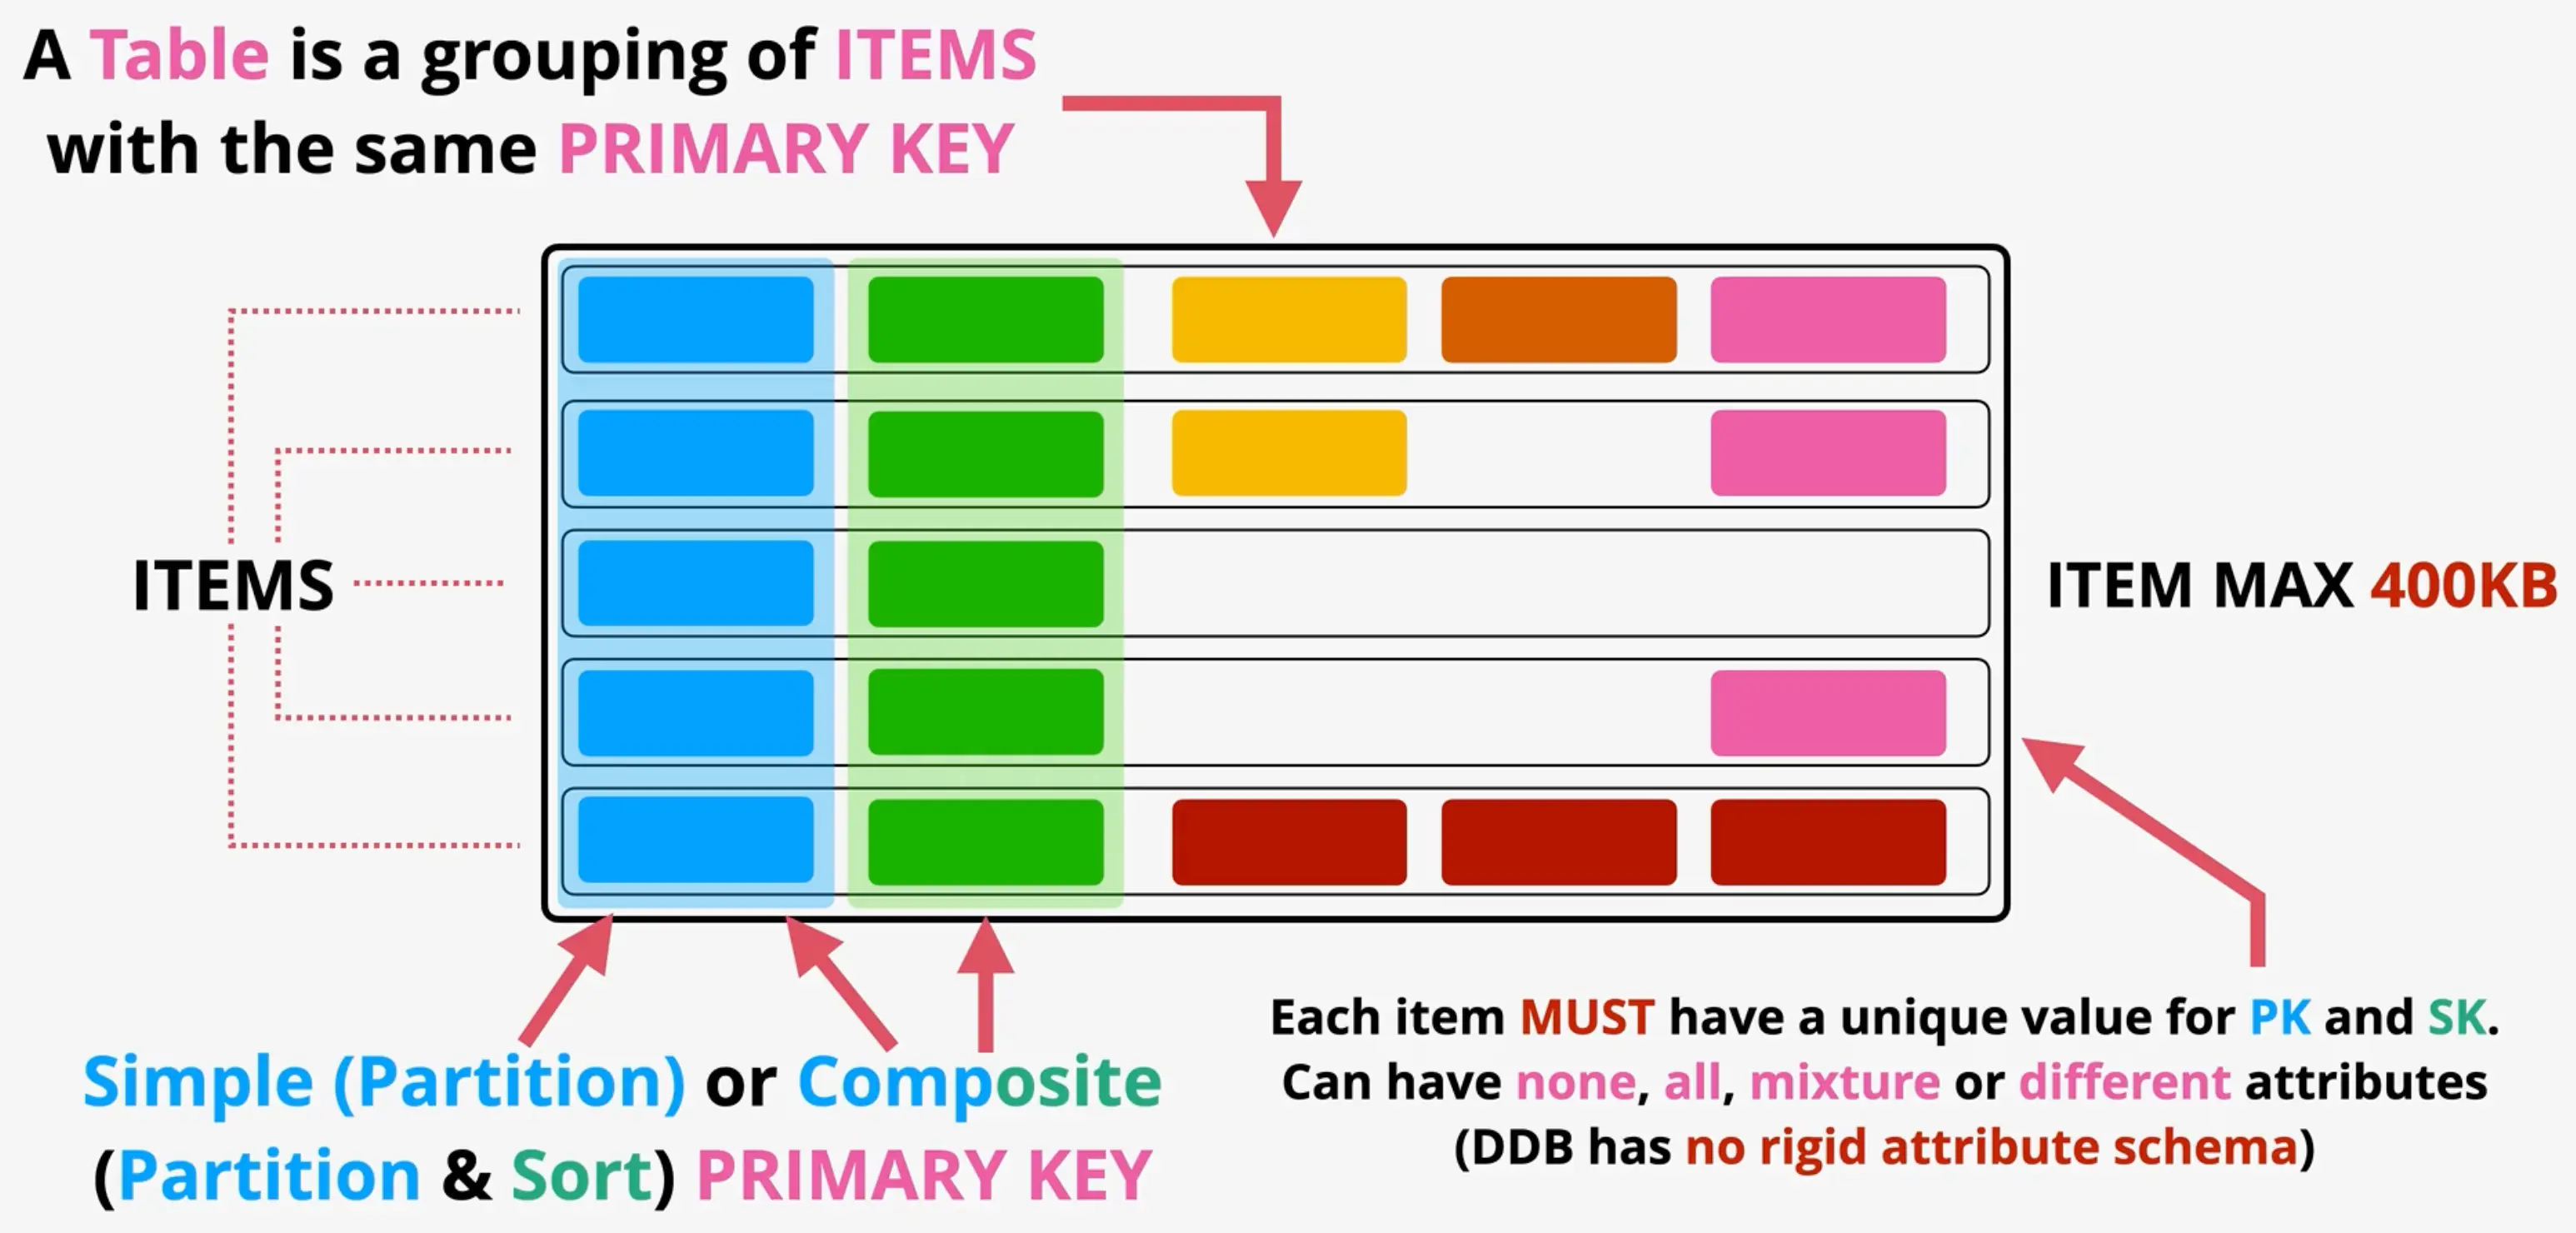 A Table is a grouping of ITEMS
with the same PRIMARY KEY
ITEMS
ITEM MAX 400KB
Simple (Partition) or Composite
(Partition & Sort) PRIMARY KEY
Each item MUST have a unique value for PK and SK.
Can have none, all, mixture or different attributes
(DDB has no rigid attribute schema)